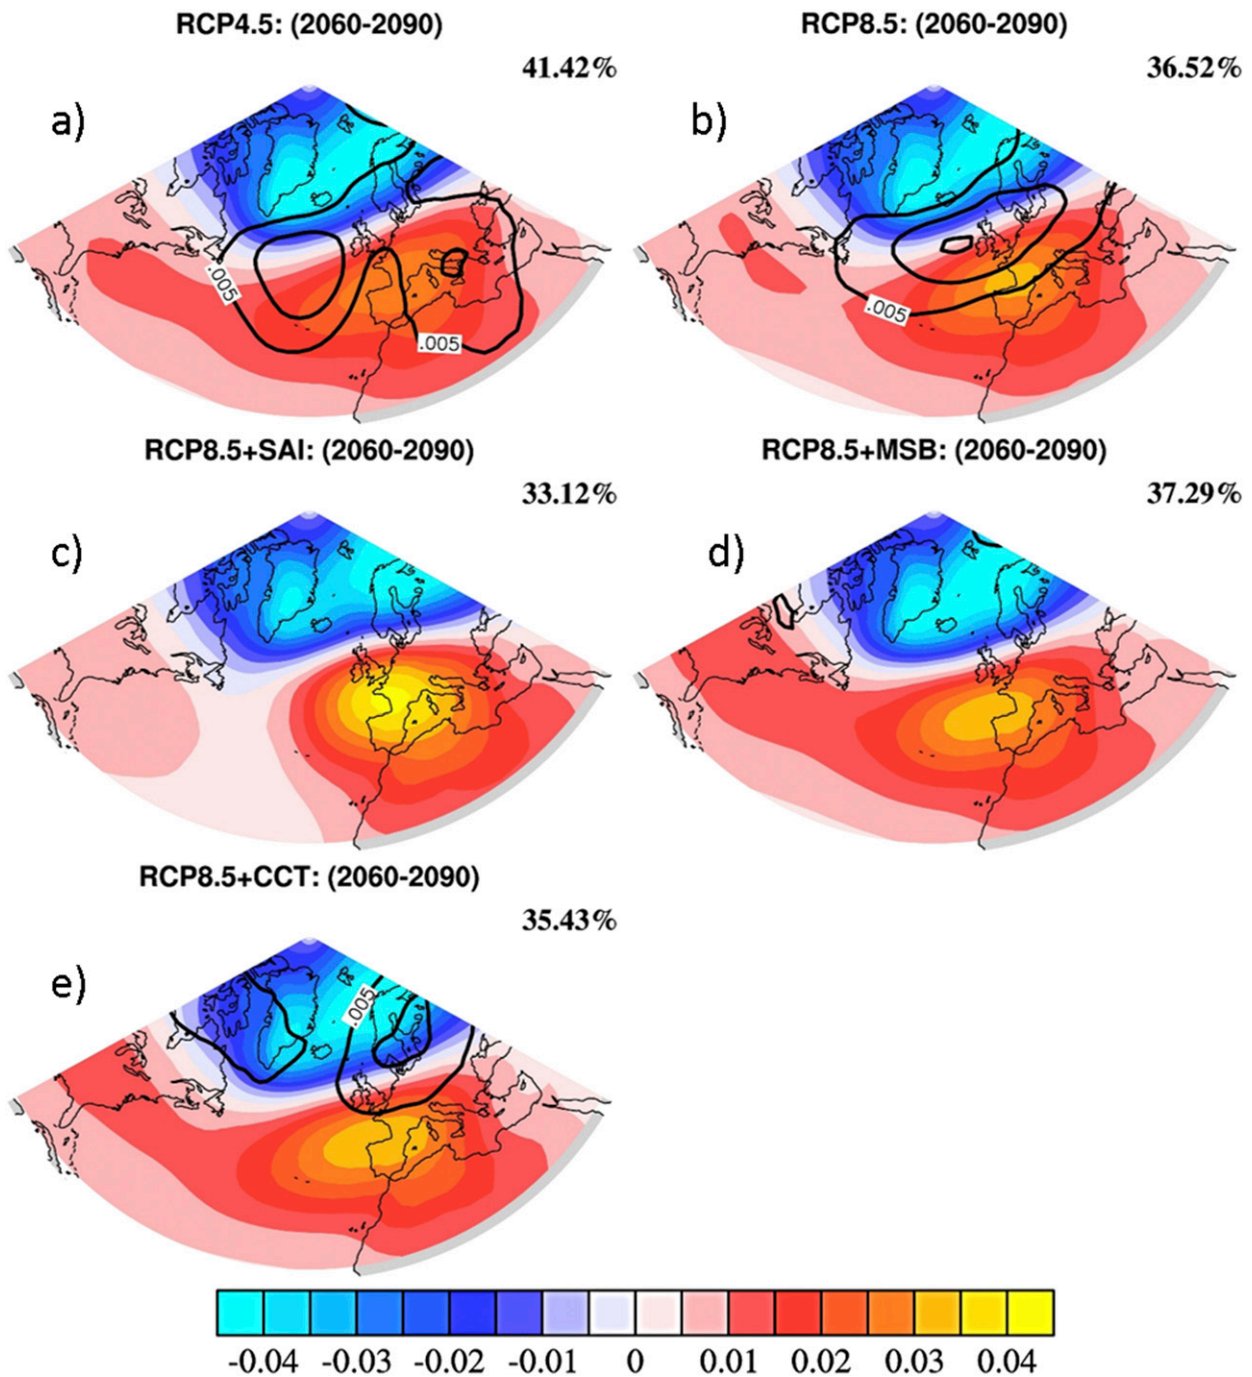 RCP4.5: (2060-2090)
41.42%
a)
.005
.005
RCP8.5: (2060-2090)
36.52%
b)
.005
RCP8.5+SAI: (2060-2090)
33.12%
c)
RCP8.5+MSB: (2060-2090)
37.29%
d)
RCP8.5+CCT: (2060-2090)
35.43%
e)
.005
-0.04 -0.03 -0.02 -0.01 0 0.01 0.02 0.03 0.04